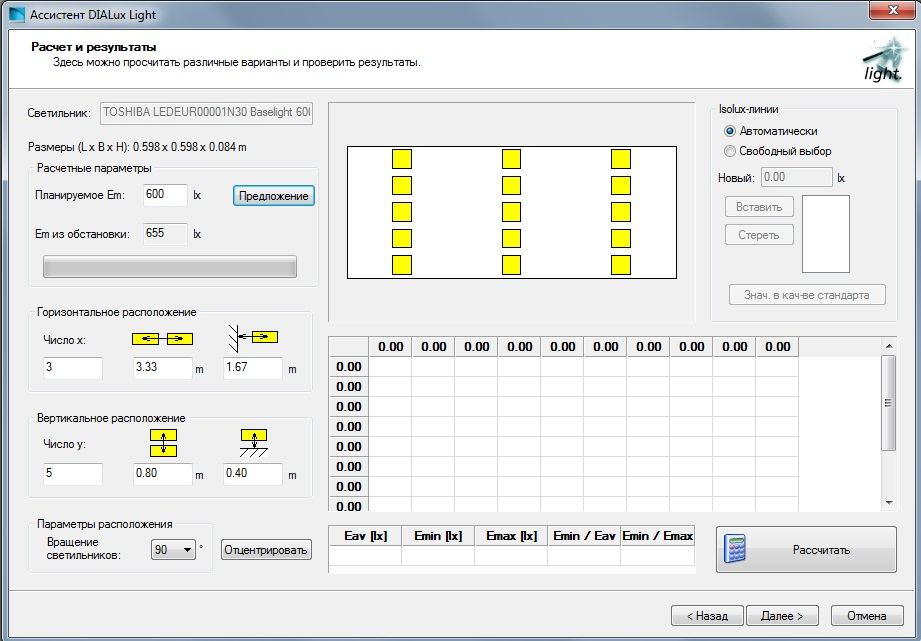 Ассистент DIALux Light
Расчет и результаты
Здесь можно просчитать различные варианты и проверить результаты.
light.
Светильник: TOSHIBA LEDEUR00001N30 Baselight
Размеры (L x B x H): 0.598 x 0.598 x 0.084 m
Расчетные параметры
Планируемое Em: 600 lx Предложение
Em из обстановки: 655 lx
Горизонтальное расположение
Число x:
3 3.33 m 1.67 m
Вертикальное расположение
Число y:
5 0.80 m 0.40 m
Параметры расположения
Вращение светильников: 90 ° Отцентрировать
Isolux-линии
Автоматически
Свободный выбор
Новый: 0.00 lx
Вставить
Стереть
Знач. в кач-ве стандарта
0.00 0.00 0.00 0.00 0.00 0.00 0.00 0.00 0.00 0.00
0.00
0.00
0.00
0.00
0.00
0.00
0.00
0.00
Eav [lx] Emin [lx] Emax [lx] Emin / Eav Emin / Emax
Рассчитать
< Назад Далее > Отмена